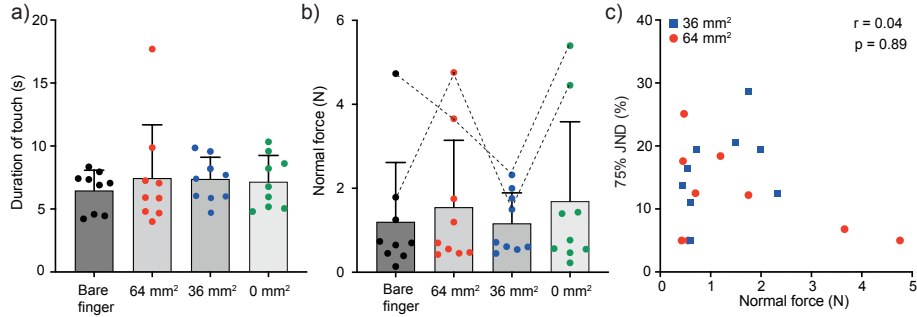 a)
Duration of touch (s)
20
15
10
5
0
Bare
finger
64 mm²
36 mm²
0 mm²
b)
Normal force (N)
6
4
2
0
Bare
finger
64 mm²
36 mm²
0 mm²
c)
75% JND (%)
40
30
20
10
0
36 mm²
64 mm²
r = 0.04
p = 0.89
0 1 2 3 4 5
Normal force (N)